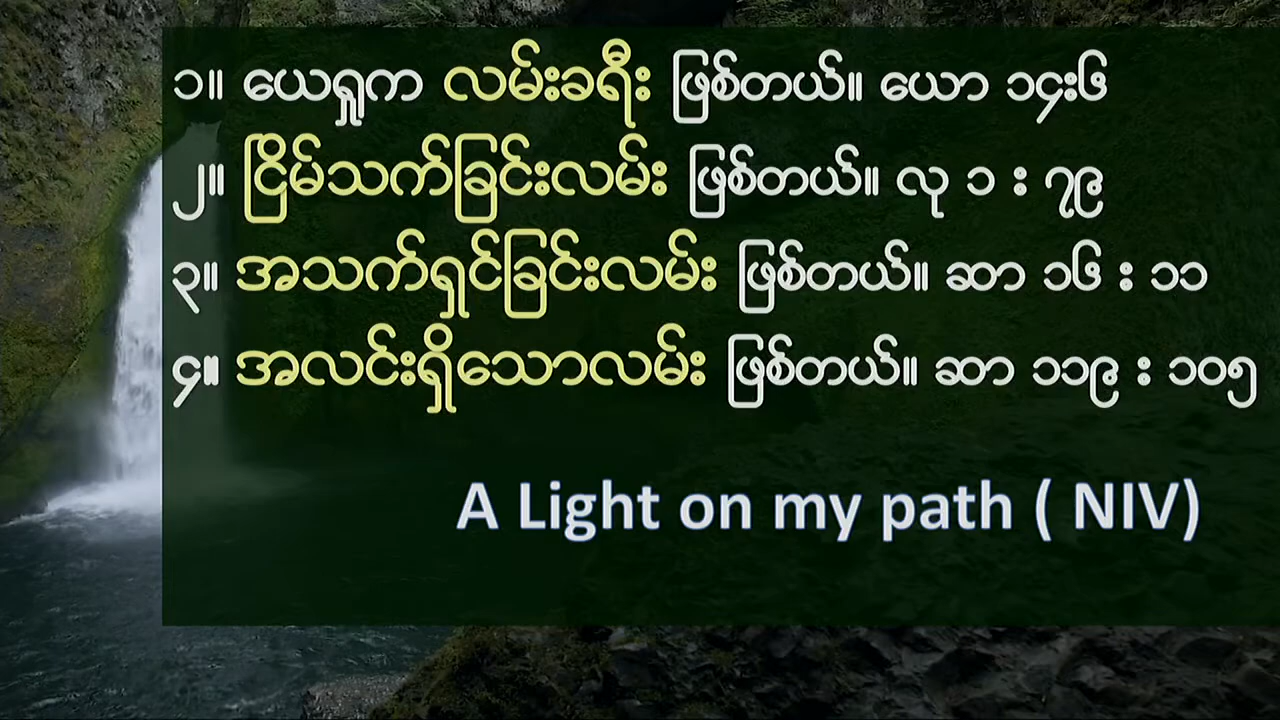 ၁။ ယေရှုက လမ်းခရီး ဖြစ်တယ်။ ယော ၁၄း၆
၂။ ငြိမ်သက်ခြင်းလမ်း ဖြစ်တယ်။ လု ၁ : ၇၉
၃။ အသက်ရှင်ခြင်းလမ်း ဖြစ်တယ်။ ဆာ ၁၆ : ၁၁
၄။ အလင်းရှိသောလမ်း ဖြစ်တယ်။ ဆာ ၁၁၉ : ၁၀၅
A Light on my path ( NIV)